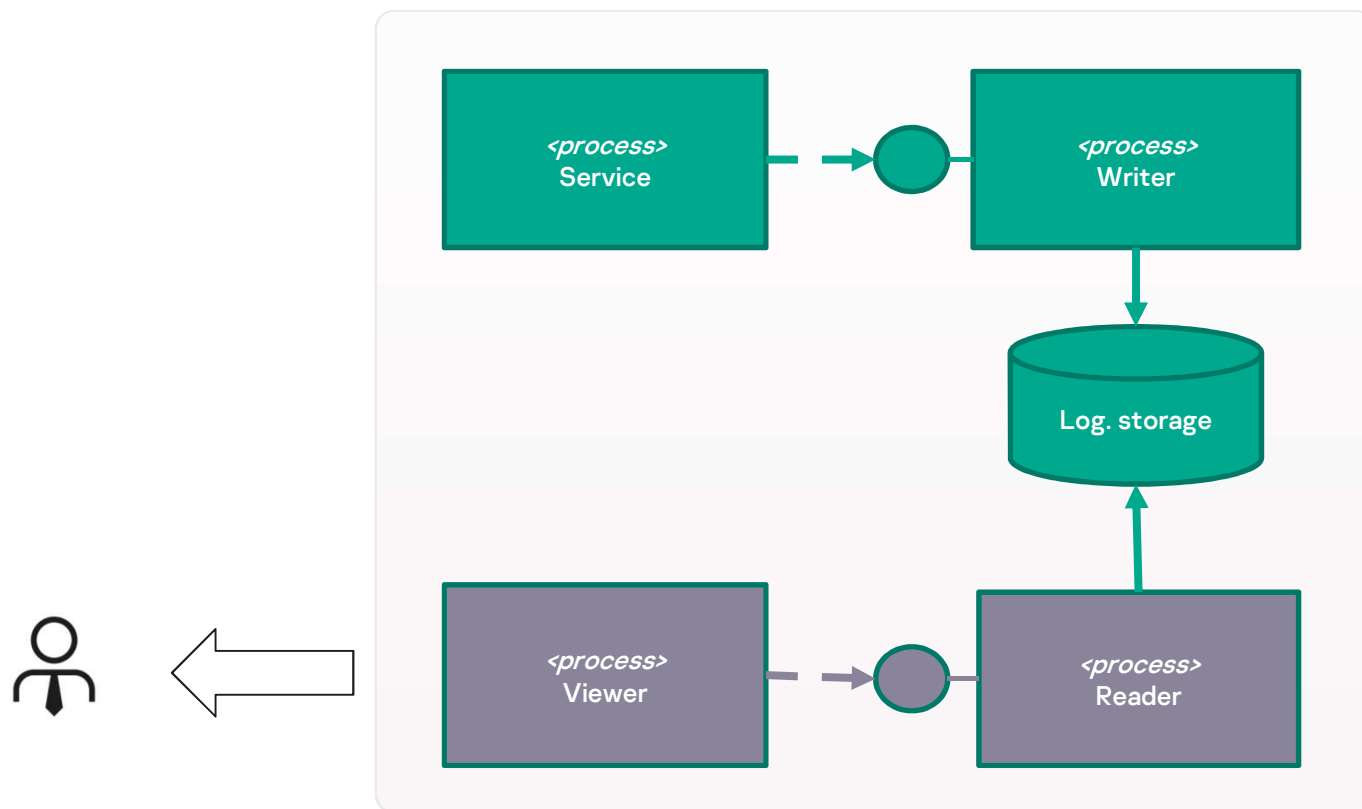 <process>
Service
<process>
Writer
Log. storage
<process>
Viewer
<process>
Reader